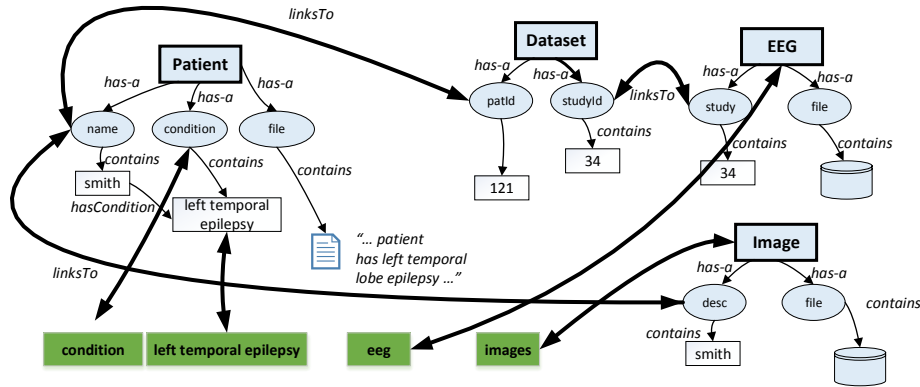 linksTo
Patient
Dataset
EEG
has-a
has-a
has-a
has-a
has-a
has-a
has-a
name
condition
file
patId
studyId
linksTo
study
file
contains
contains
contains
contains
contains
contains
contains
smith
left temporal
epilepsy
hasCondition
121
34
34
"… patient
has left temporal
lobe epilepsy …"
Image
has-a
has-a
linksTo
desc
file
contains
contains
smith
condition
left temporal epilepsy
eeg
images